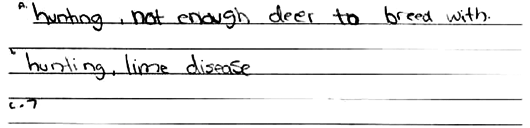 A. hunting, not enough deer to breed with.
b hunting, lime disease
c. ?